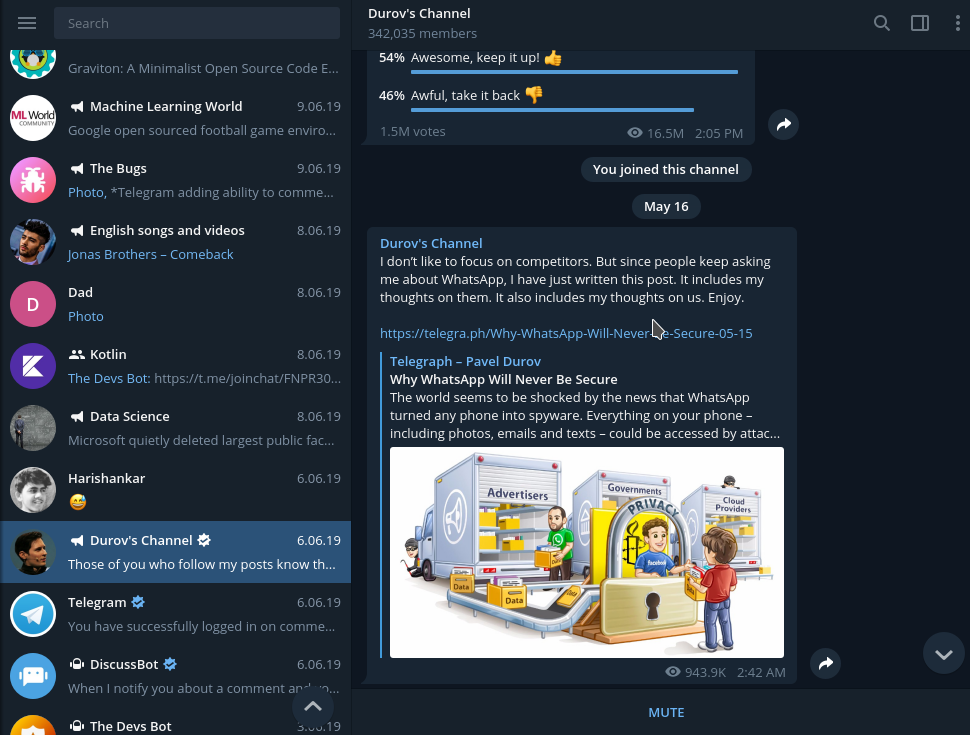 Search
Graviton: A Minimalist Open Source Code E...
ML World
COMMUNITY
Machine Learning World 9.06.19
Google open sourced football game enviro...
The Bugs 9.06.19
Photo, *Telegram adding ability to comme...
English songs and videos 8.06.19
Jonas Brothers – Comeback
D
Dad 8.06.19
Photo
Kotlin 8.06.19
The Devs Bot: https://t.me/joinchat/FNPR30...
Data Science 8.06.19
Microsoft quietly deleted largest public fac...
Harishankar 6.06.19
😅
Durov's Channel 6.06.19
Those of you who follow my posts know th...
Telegram 6.06.19
You have successfully logged in on comme...
DiscussBot 6.06.19
When I notify you about a comment and
The Devs Bot
Durov's Channel
342,035 members
54% Awesome, keep it up! 👍
46% Awful, take it back 👎
1.5M votes 16.5M 2:05 PM
You joined this channel
May 16
Durov's Channel
I don’t like to focus on competitors. But since people keep asking
me about WhatsApp, I have just written this post. It includes my
thoughts on them. It also includes my thoughts on us. Enjoy.
https://telegra.ph/Why-WhatsApp-Will-Never-Be-Secure-05-15
Telegraph – Pavel Durov
Why WhatsApp Will Never Be Secure
The world seems to be shocked by the news that WhatsApp
turned any phone into spyware. Everything on your phone –
including photos, emails and texts – could be accessed by attac...
Advertisers
Governments
Cloud
Providers
PRIVACY
facebook
Data
Data
Data
Data
943.9K 2:42 AM
MUTE